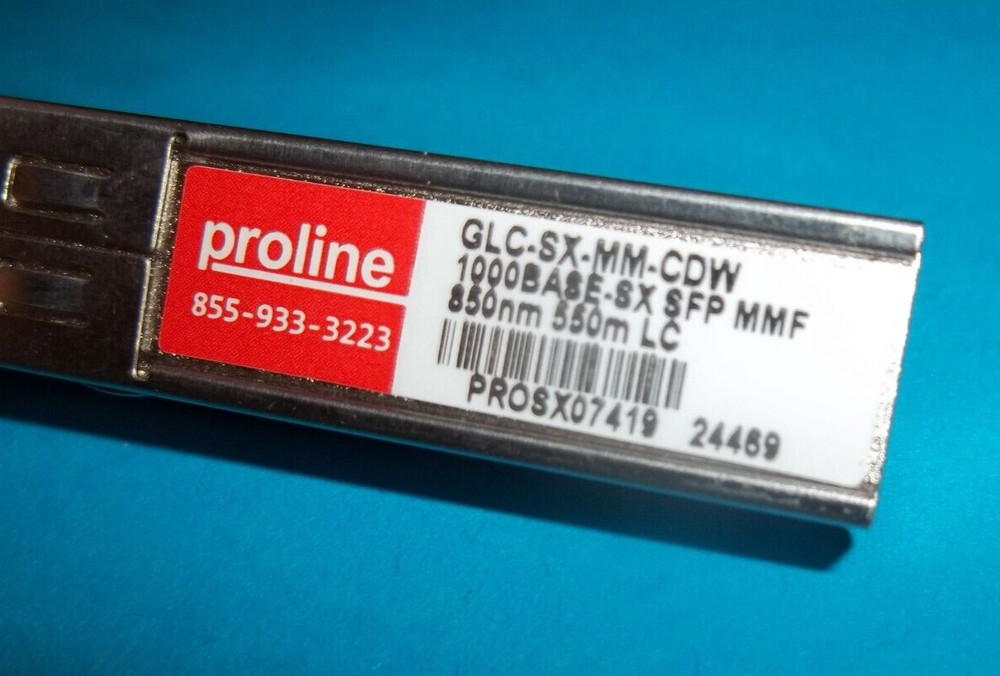 proline
855-933-3223
GLC-SX-MM-CDW
1000BASE-SX SFP MMF
850nm 550m LC
PROSX07419 24469